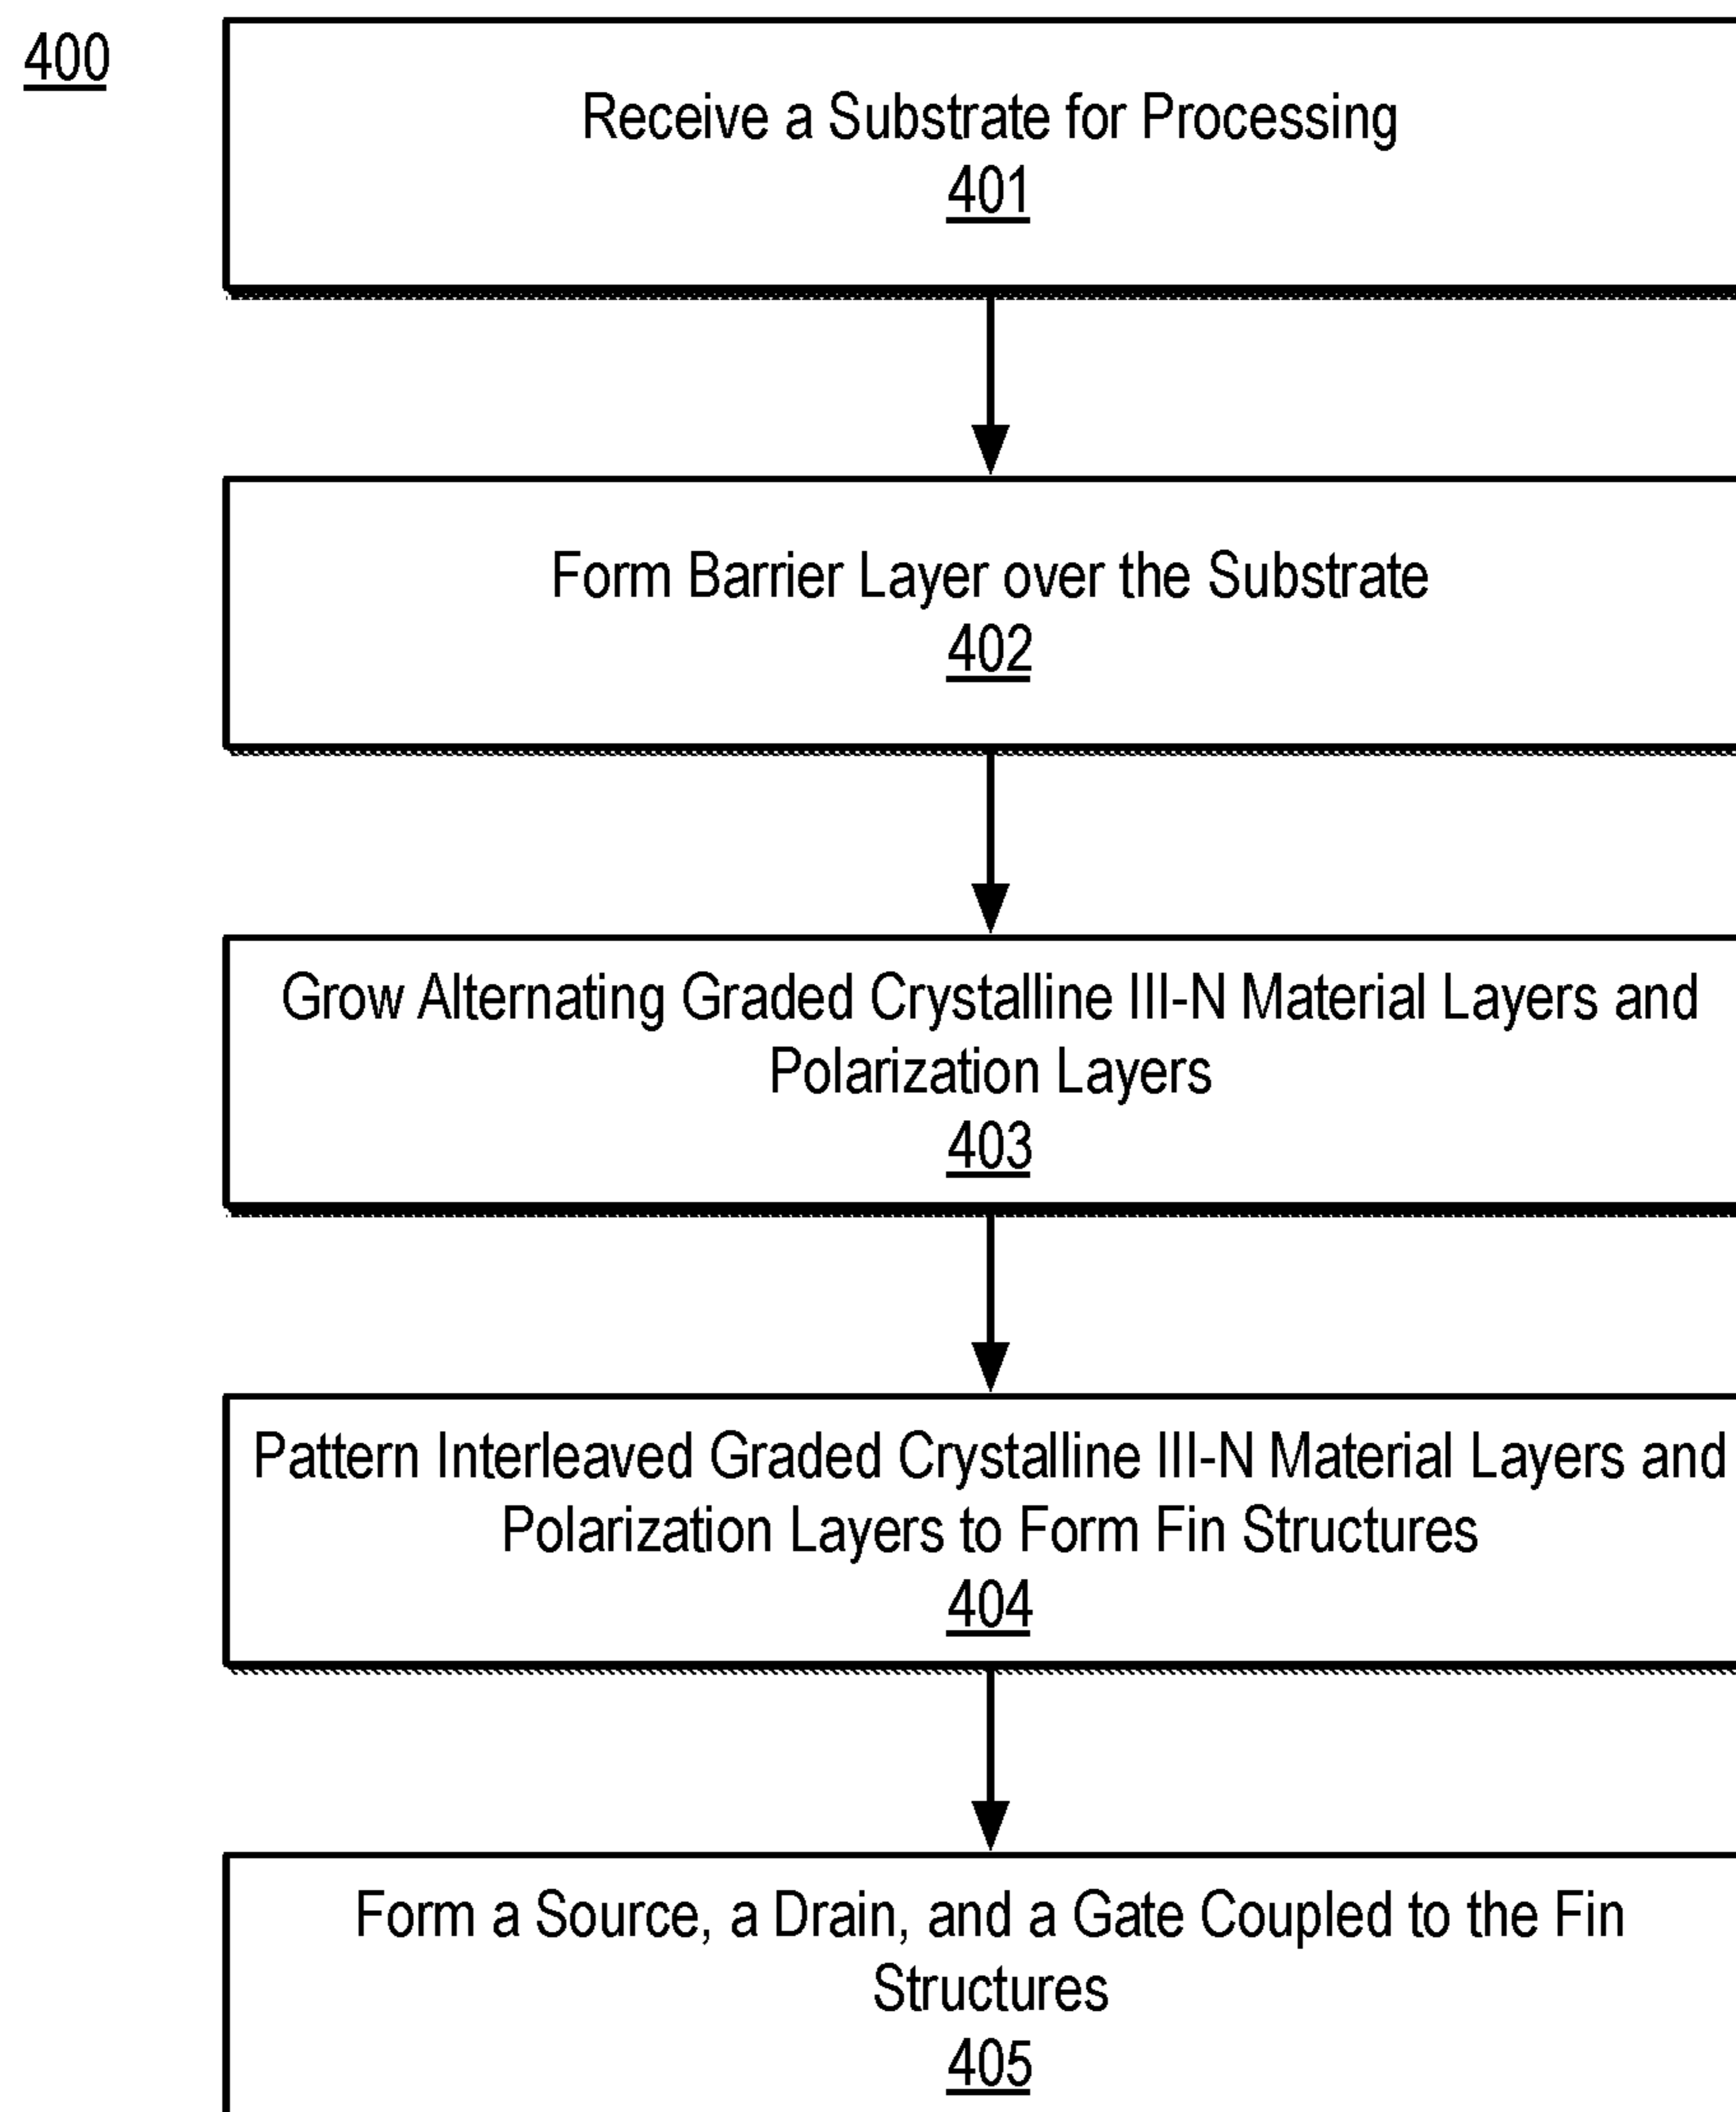 400
Receive a Substrate for Processing
401
Form Barrier Layer over the Substrate
402
Grow Alternating Graded Crystalline III-N Material Layers and
Polarization Layers
403
Pattern Interleaved Graded Crystalline III-N Material Layers and
Polarization Layers to Form Fin Structures
404
Form a Source, a Drain, and a Gate Coupled to the Fin
Structures
405